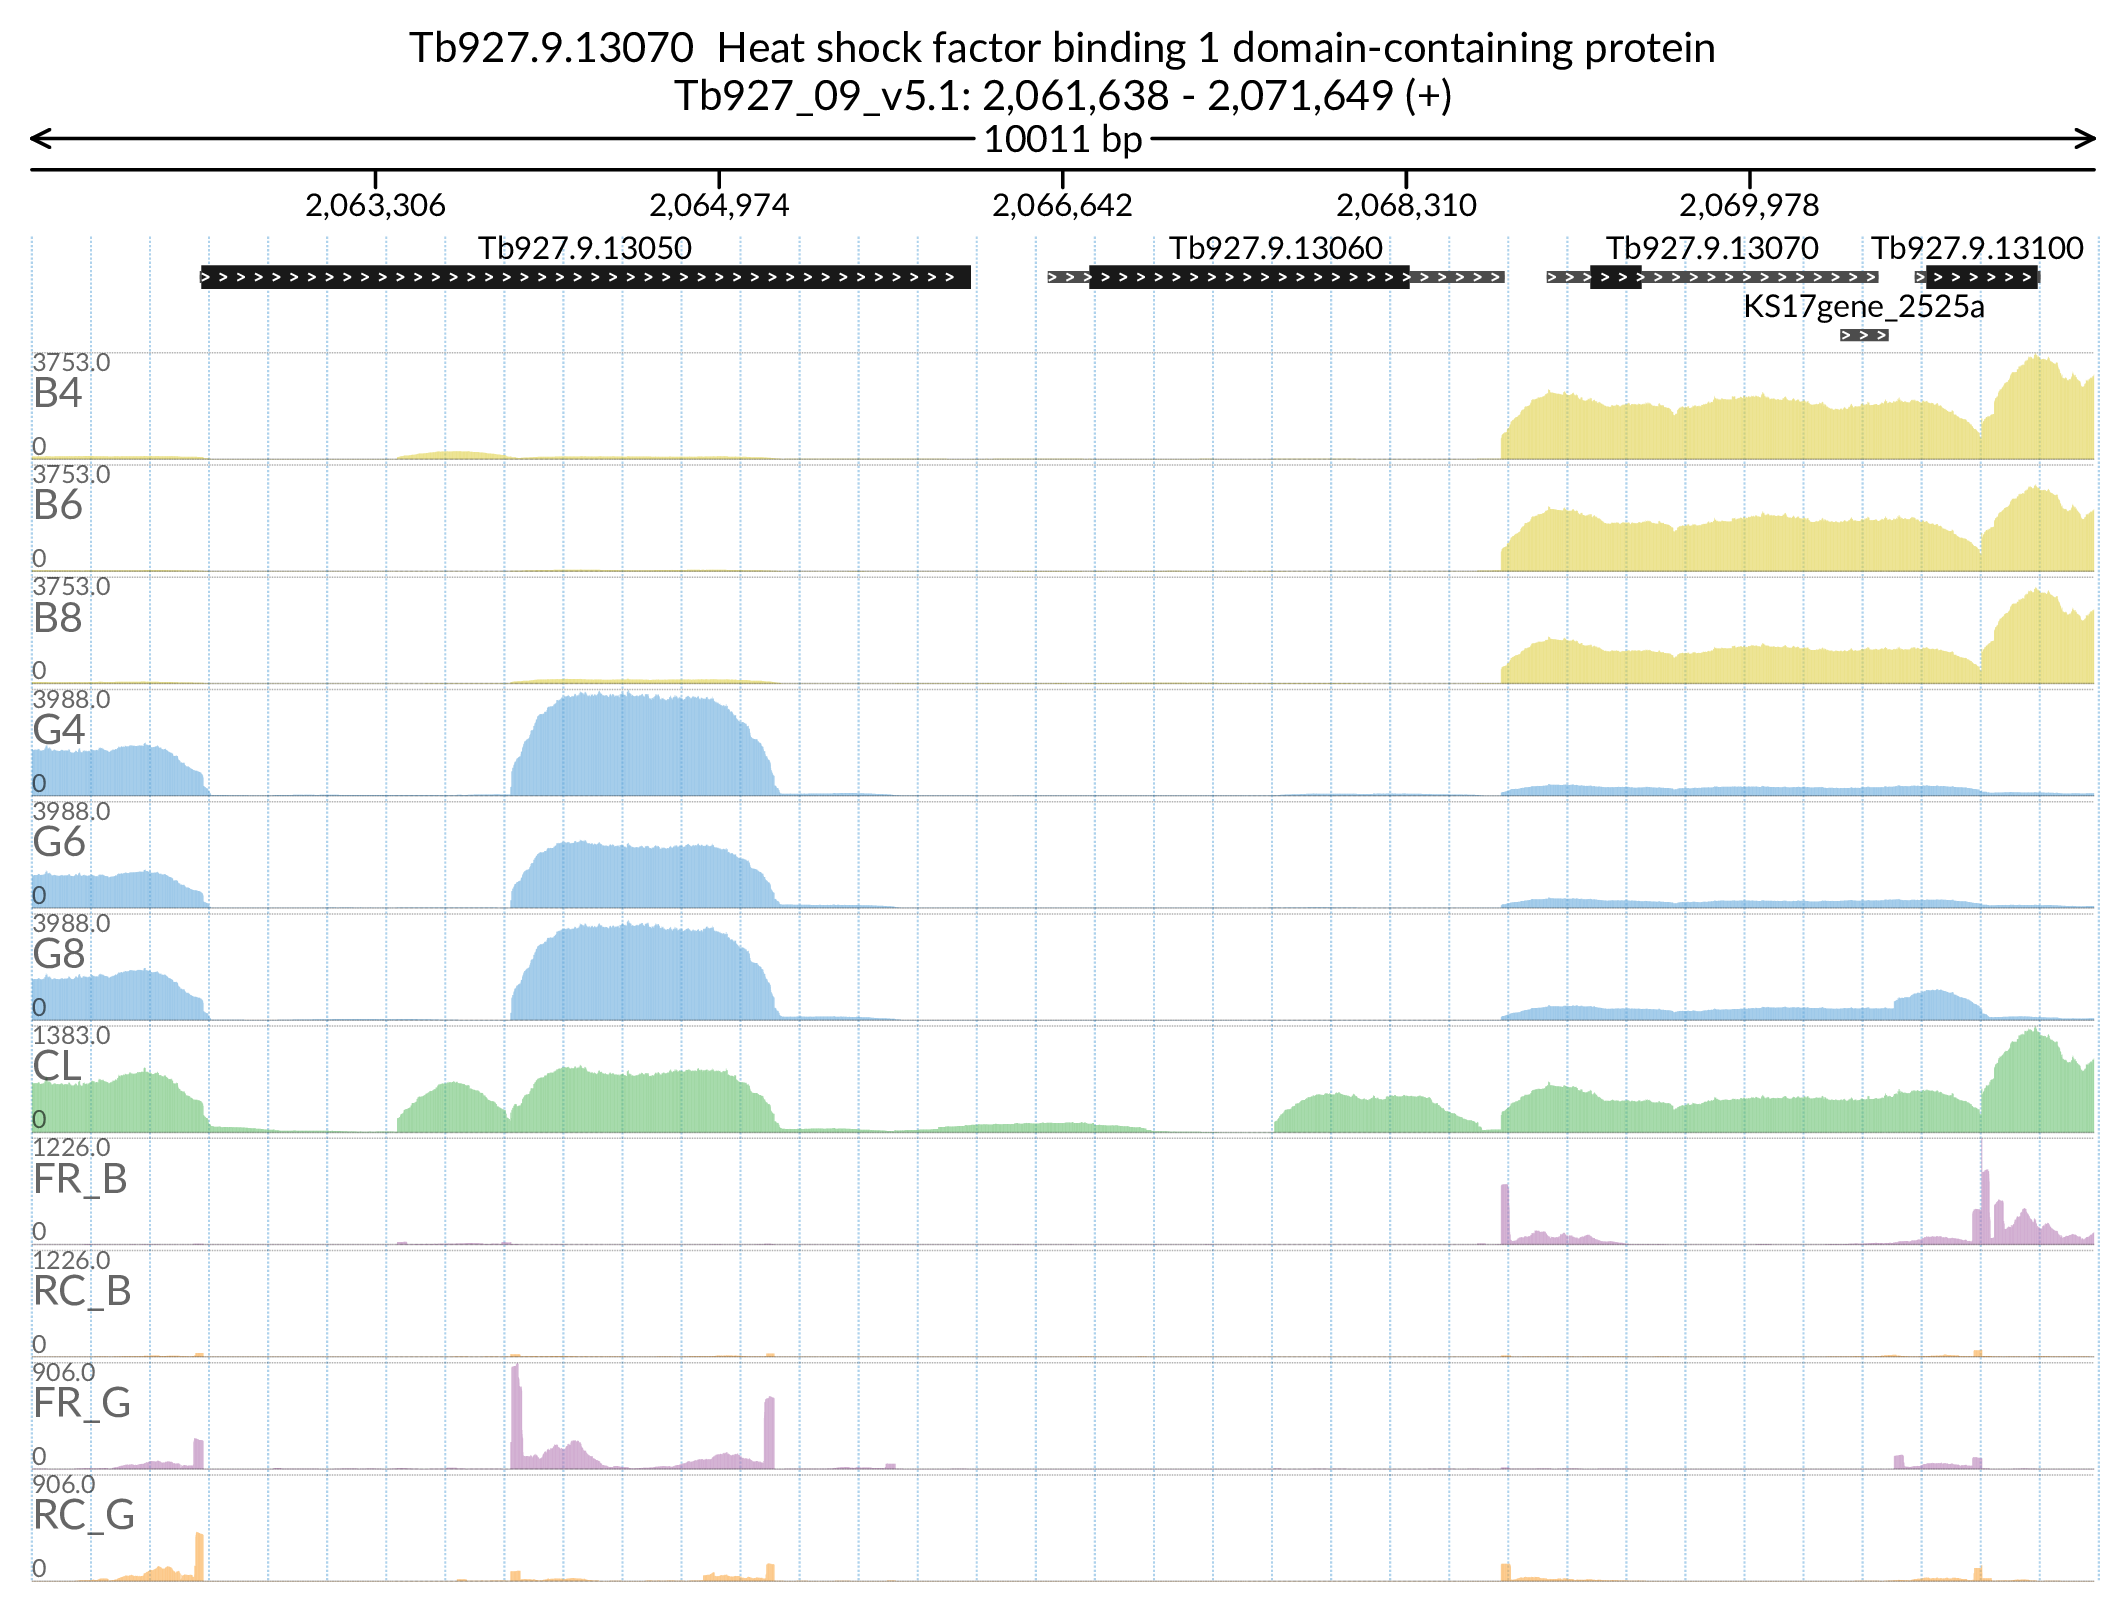 Tb927.9.13070  Heat shock factor binding 1 domain-containing protein
Tb927_09_v5.1: 2,061,638 - 2,071,649 (+)
10011 bp
2,063,306 2,064,974 2,066,642 2,068,310 2,069,978
Tb927.9.13050 Tb927.9.13060 Tb927.9.13070 Tb927.9.13100
KS17gene_2525a
3753.0
B4
0
3753.0
B6
0
3753.0
B8
0
3988.0
G4
0
3988.0
G6
0
3988.0
G8
0
1383.0
CL
0
1226.0
FR_B
0
1226.0
RC_B
0
906.0
FR_G
0
906.0
RC_G
0